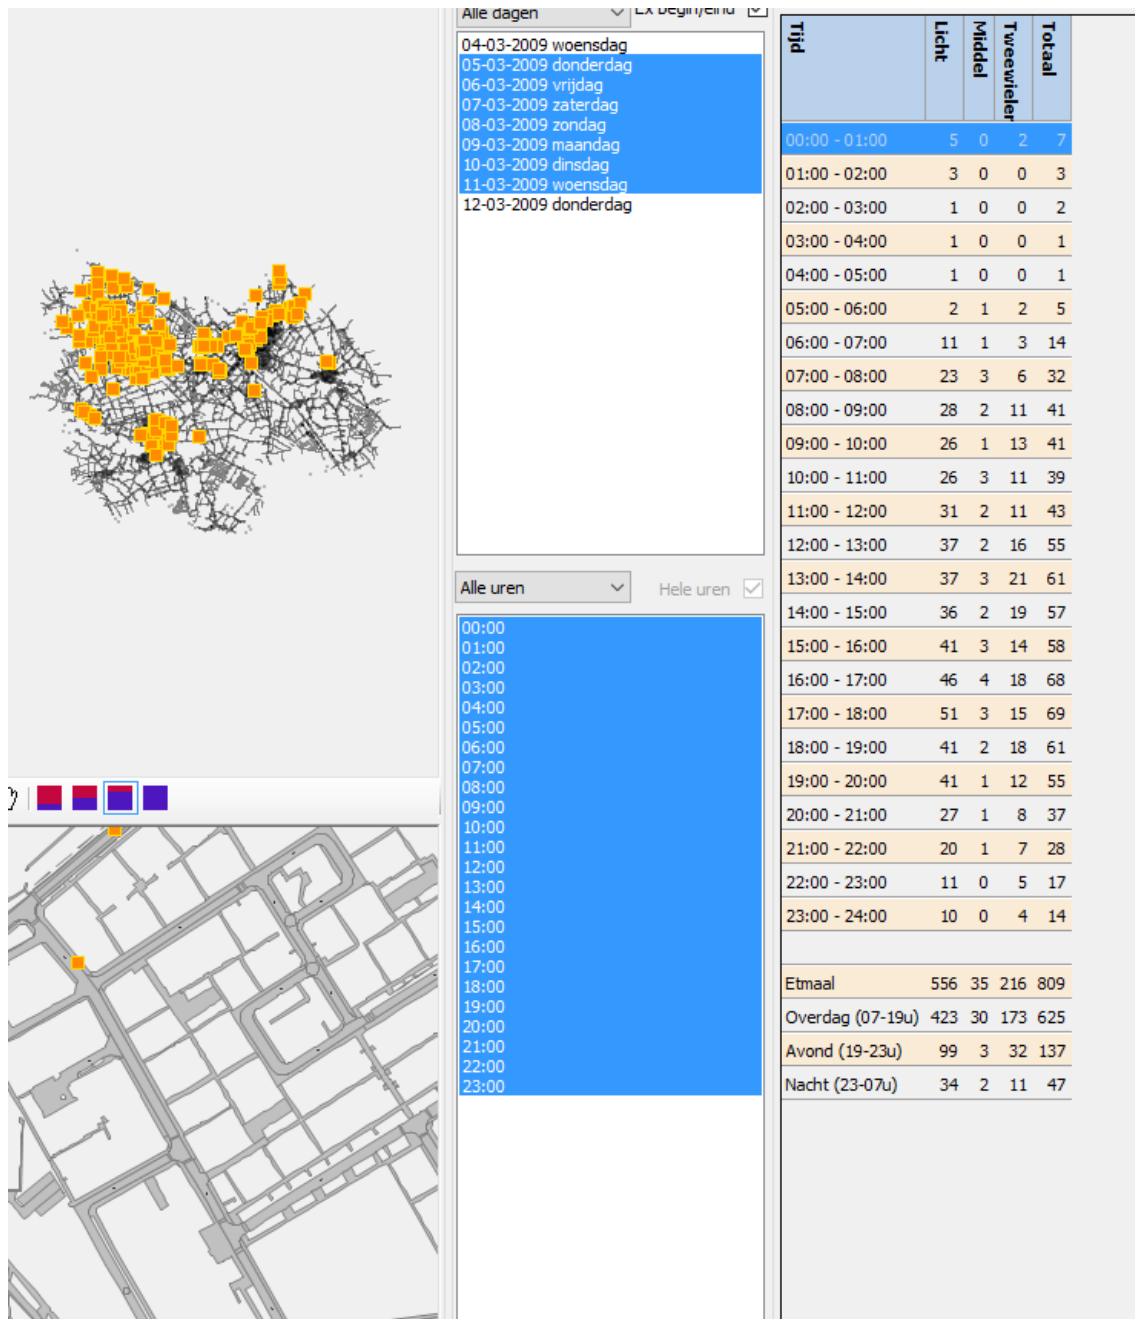 Alle dagen
Ex begin/eind
04-03-2009 woensdag
05-03-2009 donderdag
06-03-2009 vrijdag
07-03-2009 zaterdag
08-03-2009 zondag
09-03-2009 maandag
10-03-2009 dinsdag
11-03-2009 woensdag
12-03-2009 donderdag
Alle uren
Hele uren
00:00
01:00
02:00
03:00
04:00
05:00
06:00
07:00
08:00
09:00
10:00
11:00
12:00
13:00
14:00
15:00
16:00
17:00
18:00
19:00
20:00
21:00
22:00
23:00
Tijd Licht Middel Tweewieler Totaal
00:00 - 01:00 5 0 2 7
01:00 - 02:00 3 0 0 3
02:00 - 03:00 1 0 0 2
03:00 - 04:00 1 0 0 1
04:00 - 05:00 1 0 0 1
05:00 - 06:00 2 1 2 5
06:00 - 07:00 11 1 3 14
07:00 - 08:00 23 3 6 32
08:00 - 09:00 28 2 11 41
09:00 - 10:00 26 1 13 41
10:00 - 11:00 26 3 11 39
11:00 - 12:00 31 2 11 43
12:00 - 13:00 37 2 16 55
13:00 - 14:00 37 3 21 61
14:00 - 15:00 36 2 19 57
15:00 - 16:00 41 3 14 58
16:00 - 17:00 46 4 18 68
17:00 - 18:00 51 3 15 69
18:00 - 19:00 41 2 18 61
19:00 - 20:00 41 1 12 55
20:00 - 21:00 27 1 8 37
21:00 - 22:00 20 1 7 28
22:00 - 23:00 11 0 5 17
23:00 - 24:00 10 0 4 14
Etmaal 556 35 216 809
Overdag (07-19u) 423 30 173 625
Avond (19-23u) 99 3 32 137
Nacht (23-07u) 34 2 11 47